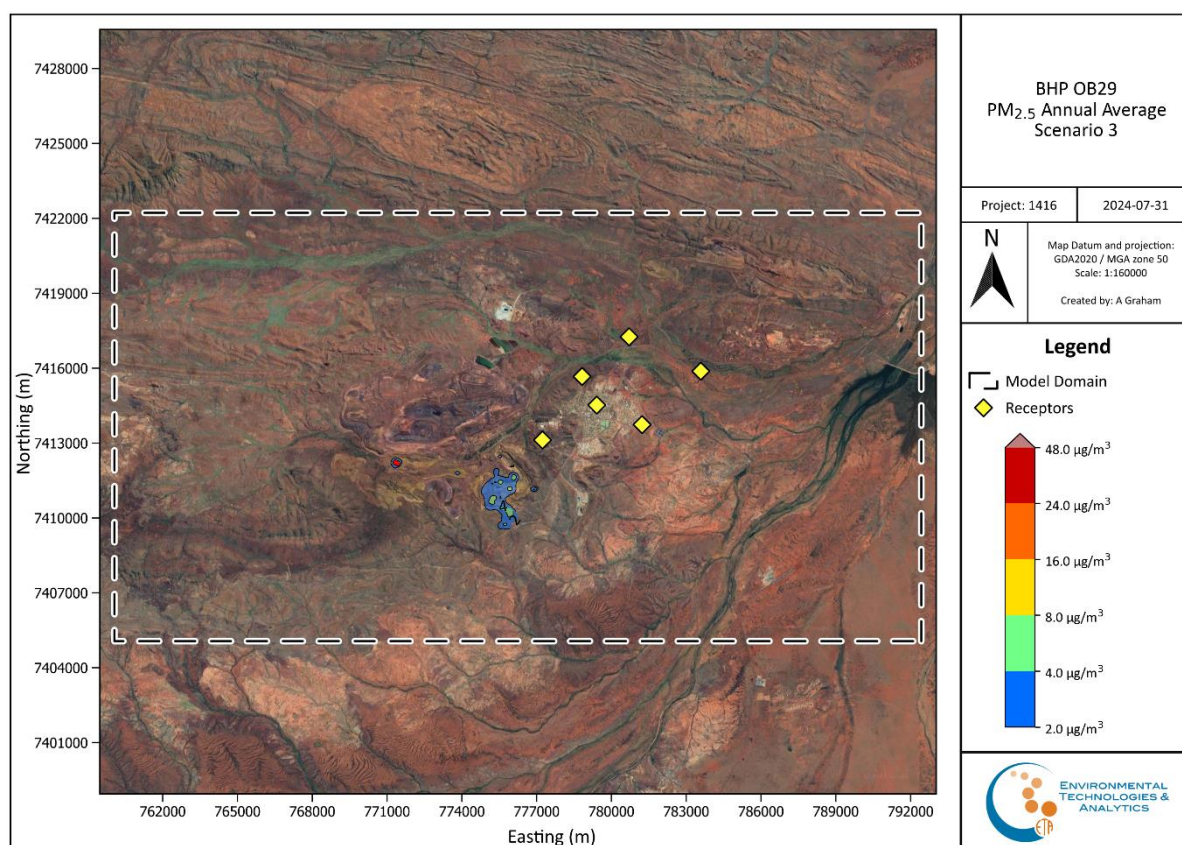 BHP OB29
PM2.5 Annual Average
Scenario 3
Project: 1416
2024-07-31
N
Map Datum and projection:
GDA2020 / MGA zone 50
Scale: 1:160000
Created by: A Graham
Legend
Model Domain
Receptors
48.0 µg/m³
24.0 µg/m³
16.0 µg/m³
8.0 µg/m³
4.0 µg/m³
2.0 µg/m³
ENVIRONMENTAL
TECHNOLOGIES &
ANALYTICS
ETA
Northing (m)
7428000
7425000
7422000
7419000
7416000
7413000
7410000
7407000
7404000
7401000
4
2
762000 765000 768000 771000 774000 777000 780000 783000 786000 789000 792000
Easting (m)